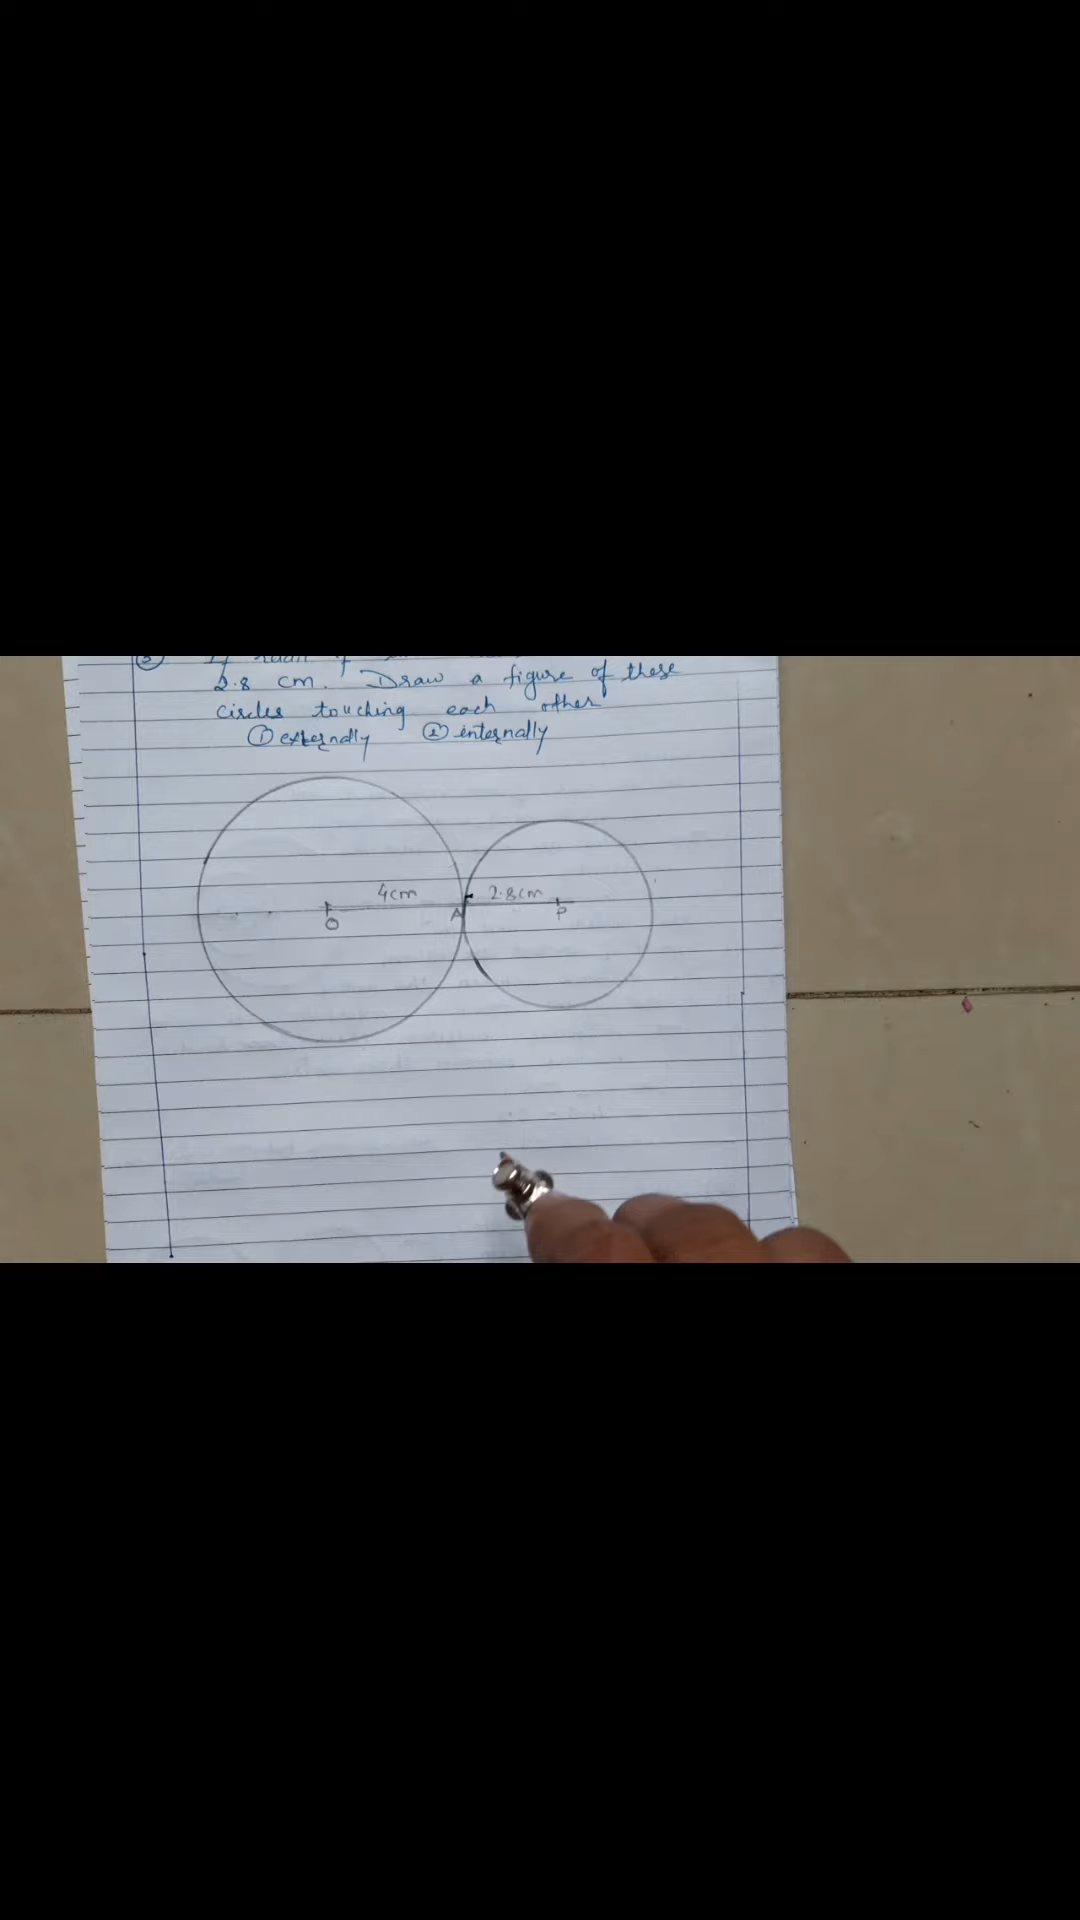 2.8 cm. Draw a figure of these
circles touching each other
① externally ② internally
4cm
2.8cm
O
A
P